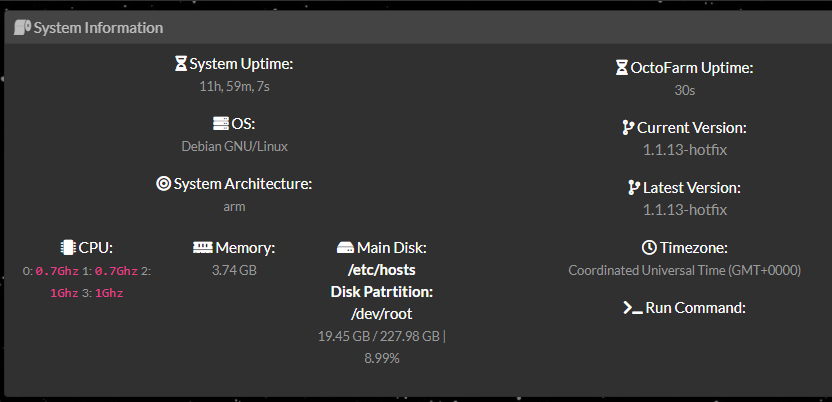 System Information
System Uptime:
11h, 59m, 7s
OS:
Debian GNU/Linux
System Architecture:
arm
CPU:
0: 0.7Ghz 1: 0.7Ghz 2:
1Ghz 3: 1Ghz
Memory:
3.74 GB
Main Disk:
/etc/hosts
Disk Patrtition:
/dev/root
19.45 GB / 227.98 GB |
8.99%
OctoFarm Uptime:
30s
Current Version:
1.1.13-hotfix
Latest Version:
1.1.13-hotfix
Timezone:
Coordinated Universal Time (GMT+0000)
Run Command: